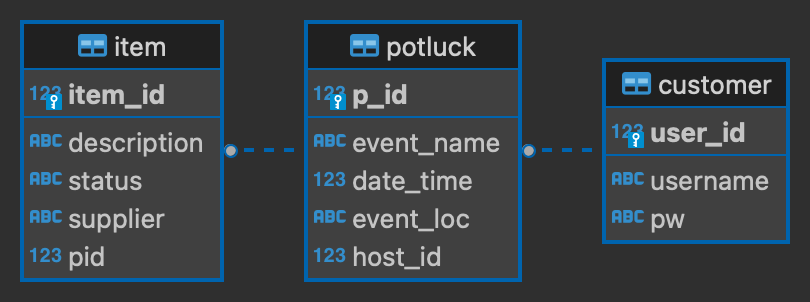 item
123 item_id
ABC description
ABC status
ABC supplier
123 pid
potluck
123 p_id
ABC event_name
123 date_time
ABC event_loc
123 host_id
customer
123 user_id
ABC username
ABC pw